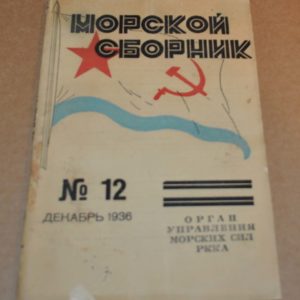 МОРСКОЙ
СБОРНИК
№ 12
ДЕКАБРЬ 1936
ОРГАН
УПРАВЛЕНИЯ
МОРСКИХ СИЛ
РККА